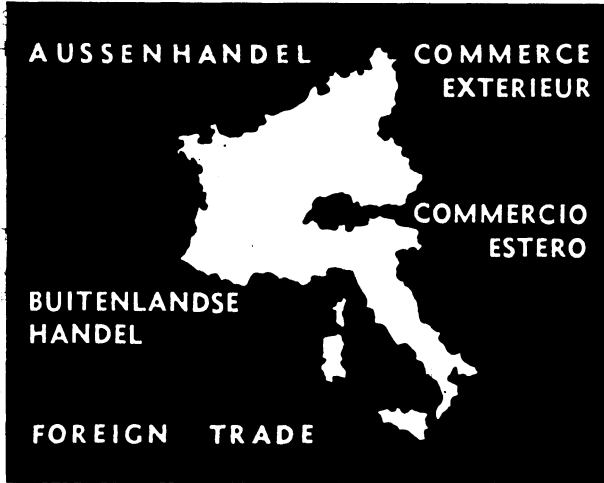 AUSSENHANDEL
COMMERCE
EXTERIEUR
COMMERCIO
ESTERO
BUITENLANDSE
HANDEL
FOREIGN TRADE